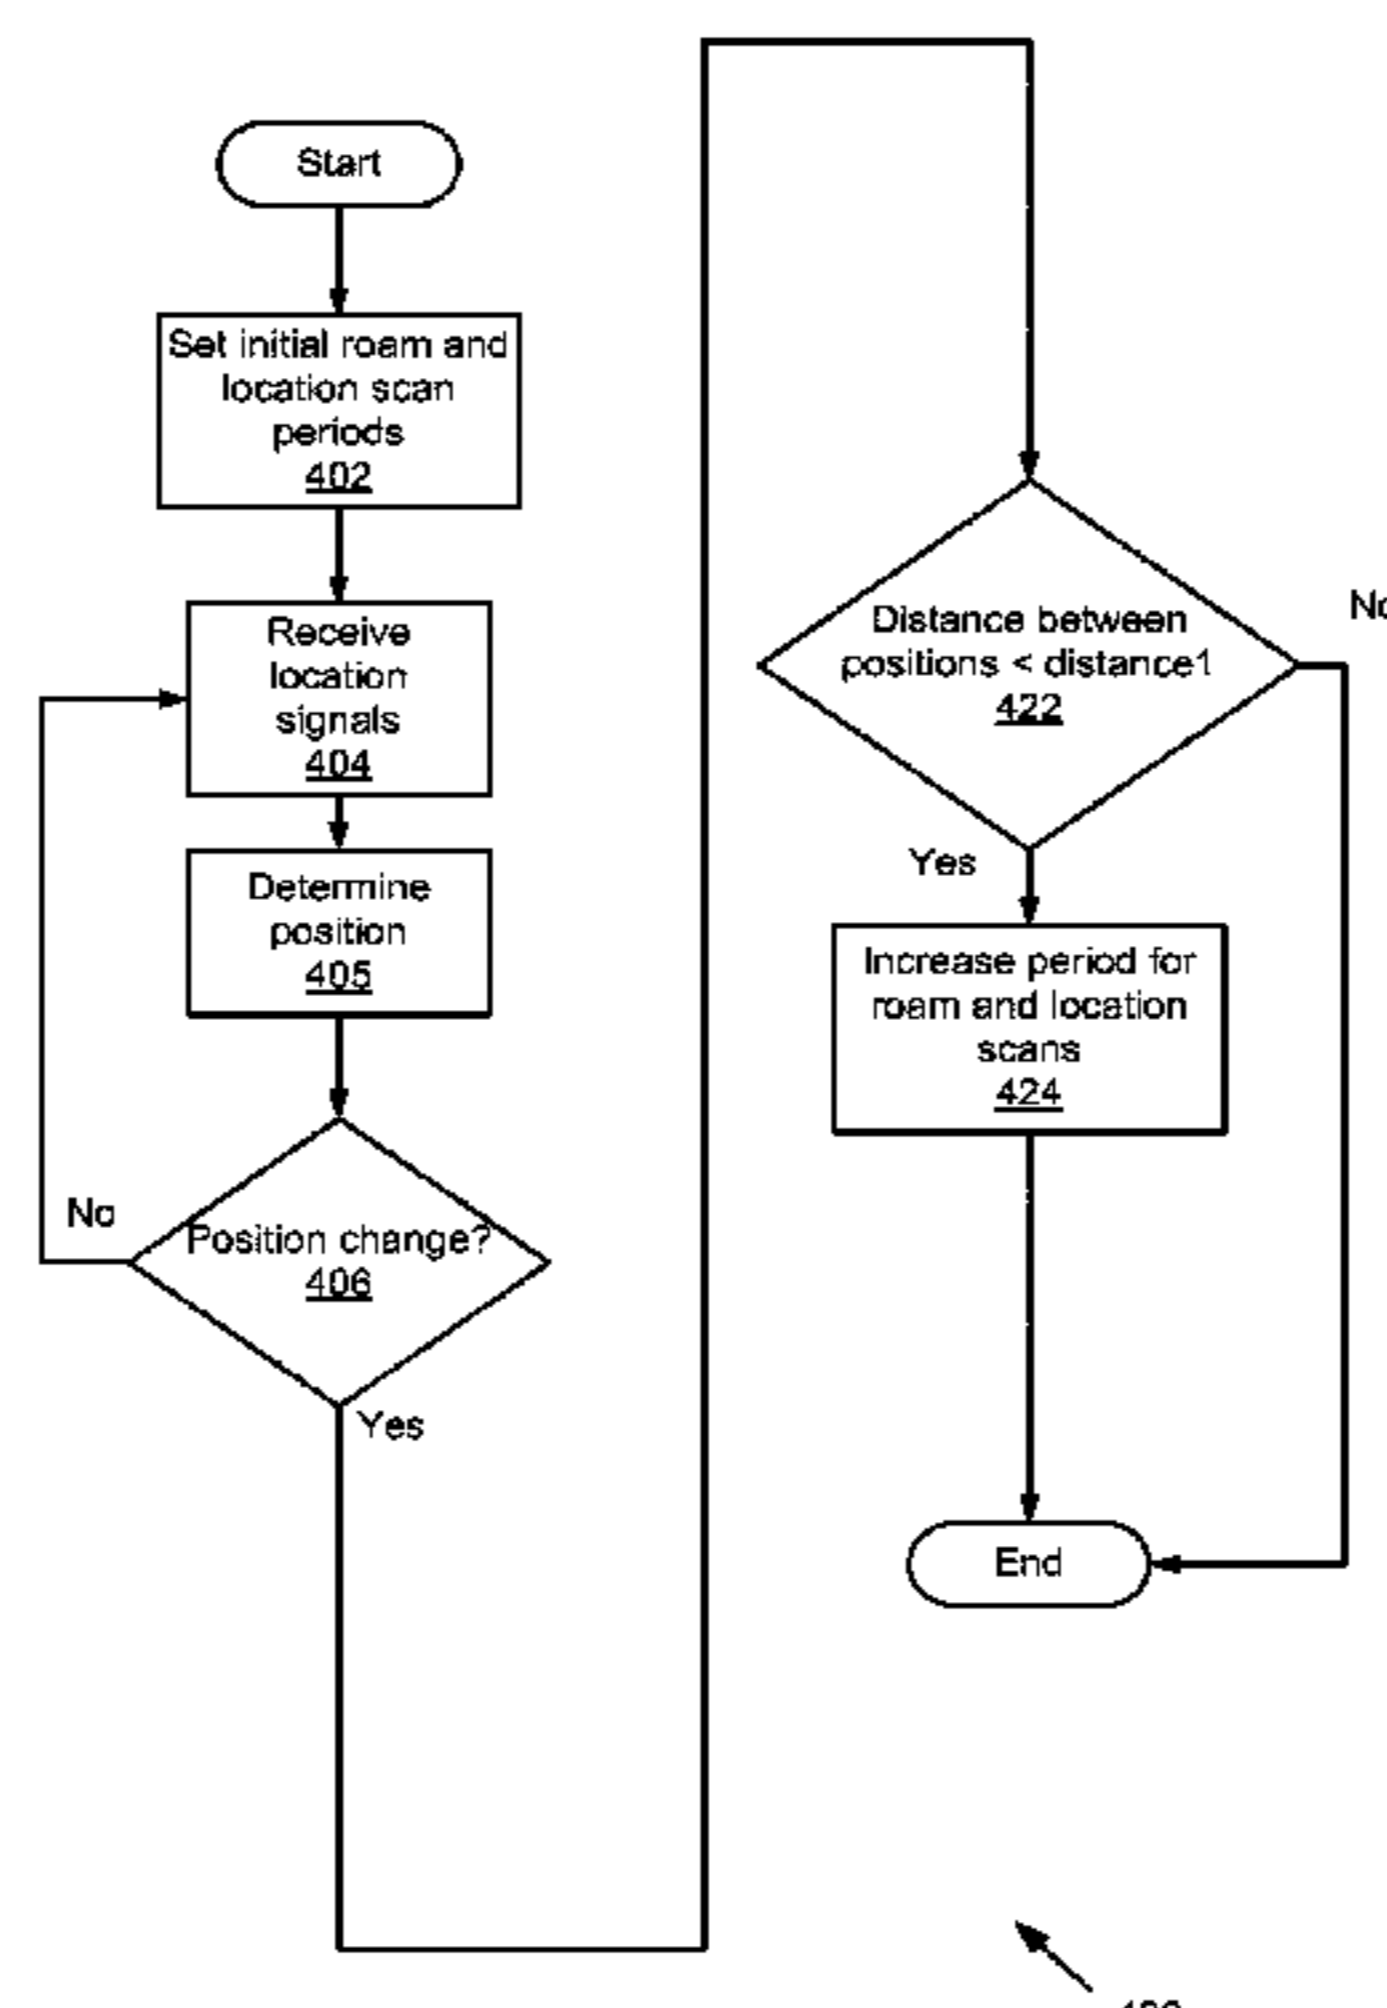 Start
Set initial roam and
location scan
periods
402
Receive
location
signals
404
Determine
position
405
Position change?
406
No
Yes
Distance between
positions < distance1
422
Yes
Increase period for
roam and location
scans
424
End